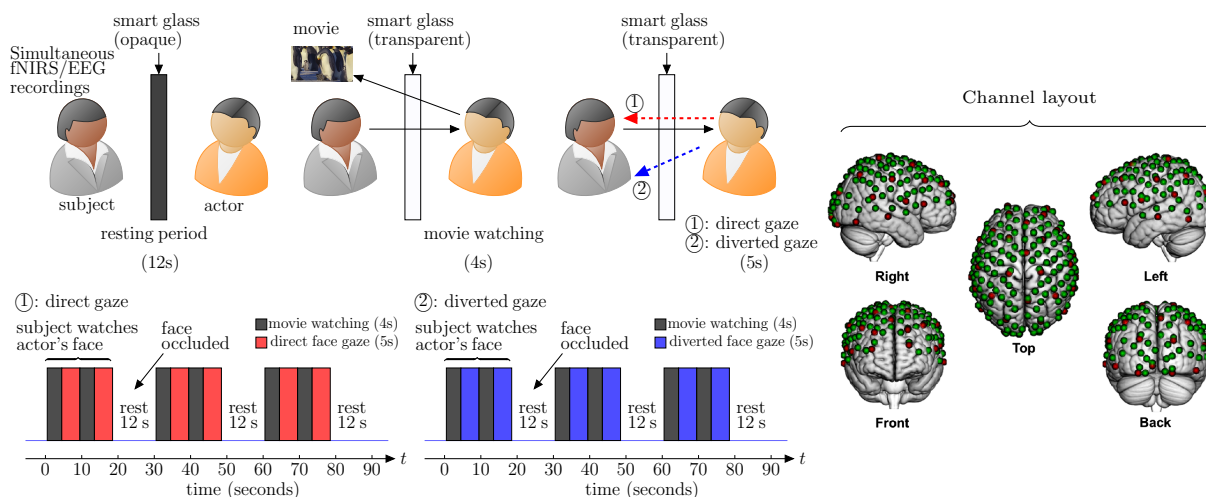 smart glass
(opaque)
Simultaneous
fNIRS/EEG
recordings
subject
actor
resting period
(12s)
movie
smart glass
(transparent)
movie watching
(4s)
smart glass
(transparent)
1
2
①: direct gaze
②: diverted gaze
(5s)
Channel layout
Right
Left
Top
Front
Back
①: direct gaze
subject watches
actor's face
face
occluded
movie watching (4s)
direct face gaze (5s)
rest
12 s
rest
12 s
rest
12 s
0 10 20 30 40 50 60 70 80 90 t
time (seconds)
②: diverted gaze
subject watches
actor's face
face
occluded
movie watching (4s)
diverted face gaze (5s)
rest
12 s
rest
12 s
rest
12 s
0 10 20 30 40 50 60 70 80 90 t
time (seconds)